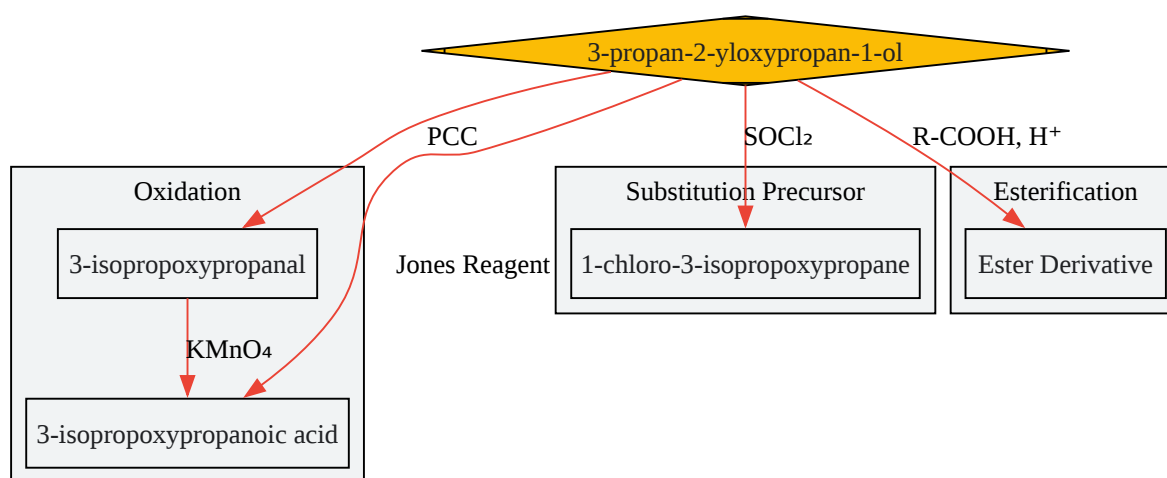 3-propan-2-yloxypropan-1-ol
PCC
SOCl₂
R-COOH, H⁺
Oxidation
Substitution Precursor
Esterification
3-isopropoxypropanal
Jones Reagent
1-chloro-3-isopropoxypropane
Ester Derivative
KMnO₄
3-isopropoxypropanoic acid